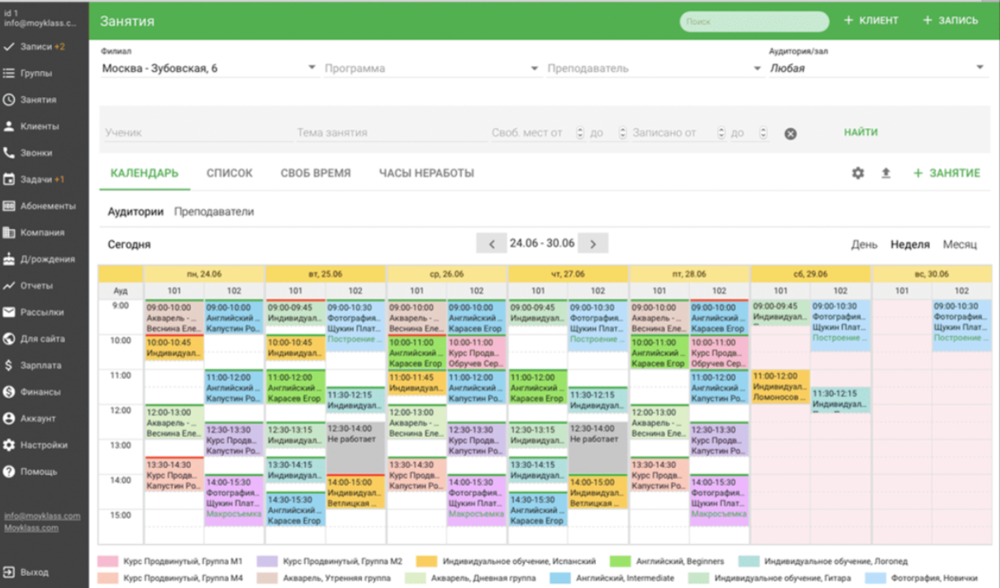 id 1
info@moyklass.c...
Записи +2
Группы
Занятия
Клиенты
Звонки
Задачи +1
Абонементы
Компания
Д/рождения
Отчеты
Рассылки
Для сайта
Зарплата
Финансы
Аккаунт
Настройки
Помощь
info@moyklass.com
Moyklass.com
Выход
Занятия
Поиск
+ КЛИЕНТ
+ ЗАПИСЬ
Филиал
Аудитория/зал
Москва - Зубовская, 6
Программа
Преподаватель
Любая
Ученик
Тема занятия
Своб. мест от
до
Записано от
до
НАЙТИ
КАЛЕНДАРЬ
СПИСОК
СВОБ ВРЕМЯ
ЧАСЫ НЕРАБОТЫ
+ ЗАНЯТИЕ
Аудитории
Преподаватели
Сегодня
24.06 - 30.06
День
Неделя
Месяц
пн, 24.06
вт, 25.06
ср, 26.06
чт, 27.06
пт, 28.06
сб, 29.06
вс, 30.06
Ауд
101
102
101
102
101
102
101
102
101
102
101
102
101
102
9:00
10:00
11:00
12:00
13:00
14:00
15:00
09:00-10:00
Акварель - ...
Веснина Еле...
10:00-10:45
Индивидуал...
12:00-13:00
Акварель - ...
Веснина Еле...
13:30-14:30
Курс Продв...
Капустин Ро...
09:00-10:00
Английский ...
Капустин Ро...
11:00-12:00
Английский ...
Капустин Ро...
12:30-13:30
Курс Продв...
Капустин Ро...
14:00-15:30
Фотография...
Щукин Плат...
Макросъемка
09:00-09:45
Индивидуал...
10:00-10:45
Индивидуал...
11:00-12:00
Английский ...
Карасев Егор
12:30-13:15
Индивидуал...
13:30-14:15
Индивидуал...
14:30-15:30
Английский ...
Карасев Егор
09:00-10:30
Фотография...
Щукин Плат...
Построение ...
11:30-12:15
Индивидуал...
12:30-14:00
Не работает
14:00-15:00
Индивидуал...
Ветлицкая ...
09:00-10:00
Акварель - ...
Веснина Еле...
10:00-11:00
Английский ...
Карасев Егор
11:00-11:45
Индивидуал...
12:00-13:00
Акварель - ...
Веснина Еле...
13:30-14:30
Курс Продв...
Капустин Ро...
09:00-10:00
Английский ...
Карасев Егор
10:00-11:00
Курс Продв...
Обручев Сер...
11:00-12:00
Английский ...
Капустин Ро...
12:30-13:30
Курс Продв...
Капустин Ро...
14:00-15:30
Фотография...
Щукин Плат...
Макросъемка
09:00-09:45
Индивидуал...
11:00-12:00
Английский ...
Карасев Егор
12:30-13:15
Индивидуал...
13:30-14:15
Индивидуал...
14:30-15:30
Английский ...
Карасев Егор
09:00-10:30
Фотография...
Щукин Плат...
Построение ...
11:30-12:15
Индивидуал...
12:30-14:00
Не работает
14:00-15:00
Индивидуал...
Ветлицкая ...
09:00-10:00
Акварель - ...
Веснина Еле...
10:00-11:00
Английский ...
Карасев Егор
12:00-13:00
Акварель - ...
Веснина Еле...
13:30-14:30
Курс Продв...
Капустин Ро...
09:00-10:00
Английский ...
Карасев Егор
10:00-11:00
Курс Продв...
Обручев Сер...
11:00-12:00
Английский ...
Капустин Ро...
12:30-13:30
Курс Продв...
Капустин Ро...
14:00-15:30
Фотография...
Щукин Плат...
Макросъемка
09:00-09:45
Индивидуал...
11:00-12:00
Индивидуал...
Ломоносов ...
09:00-10:30
Фотография...
Щукин Плат...
Построение ...
11:30-12:15
Индивидуал...
09:00-10:30
Фотография...
Щукин Плат...
Построение ...
Курс Продвинутый, Группа М1
Курс Продвинутый, Группа М2
Индивидуальное обучение, Испанский
Английский, Beginners
Индивидуальное обучение, Логопед
Курс Продвинутый, Группа М4
Акварель, Утренняя группа
Акварель, Дневная группа
Английский, Intermediate
Индивидуальное обучение, Гитара
Фотография, Новички